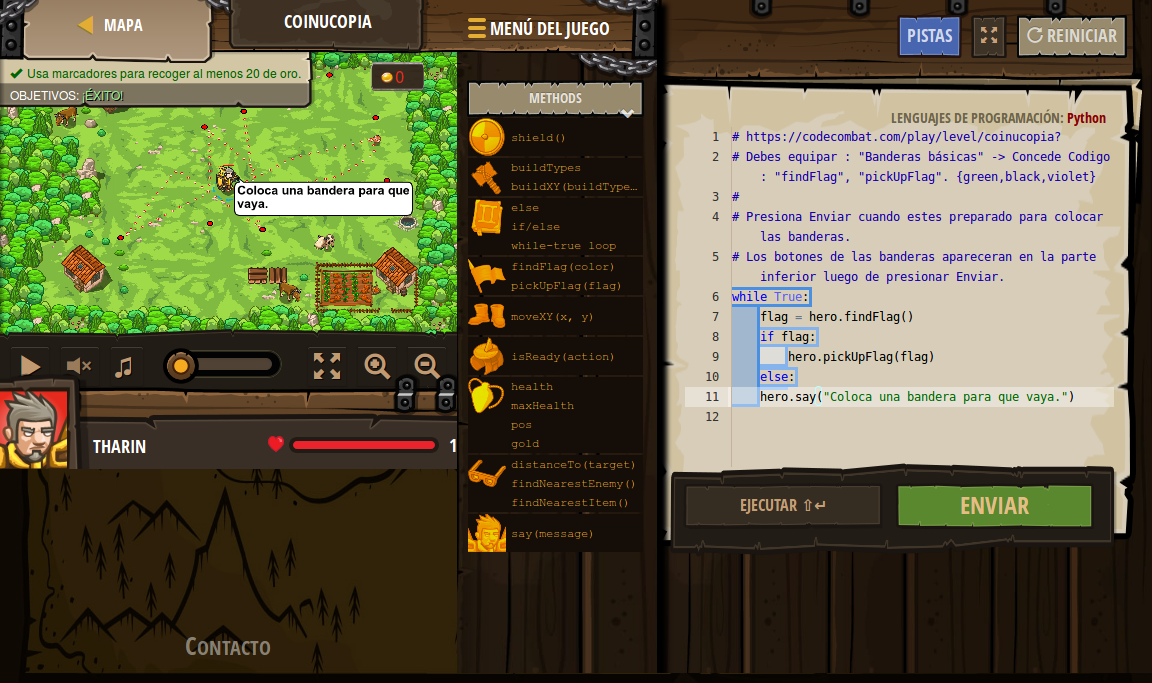 MAPA
COINUCOPIA
MENÚ DEL JUEGO
PISTAS
REINICIAR
Usa marcadores para recoger al menos 20 de oro.
OBJETIVOS: ¡ÉXITO!
0
Coloca una bandera para que
vaya.
THARIN
1
CONTACTO
METHODS
shield()
buildTypes
buildXY(buildType…
else
if/else
while-true loop
findFlag(color)
pickUpFlag(flag)
moveXY(x, y)
isReady(action)
health
maxHealth
pos
gold
distanceTo(target)
findNearestEnemy()
findNearestItem()
say(message)
LENGUAJES DE PROGRAMACIÓN: Python
1 # https://codecombat.com/play/level/coinucopia?
2 # Debes equipar : "Banderas básicas" -> Concede Codigo
: "findFlag", "pickUpFlag". {green,black,violet}
3 #
4 # Presiona Enviar cuando estes preparado para colocar
las banderas.
5 # Los botones de las banderas apareceran en la parte
inferior luego de presionar Enviar.
6 while True:
7 flag = hero.findFlag()
8 if flag:
9 hero.pickUpFlag(flag)
10 else:
11 hero.say("Coloca una bandera para que vaya.")
12
EJECUTAR ⇧↵
ENVIAR